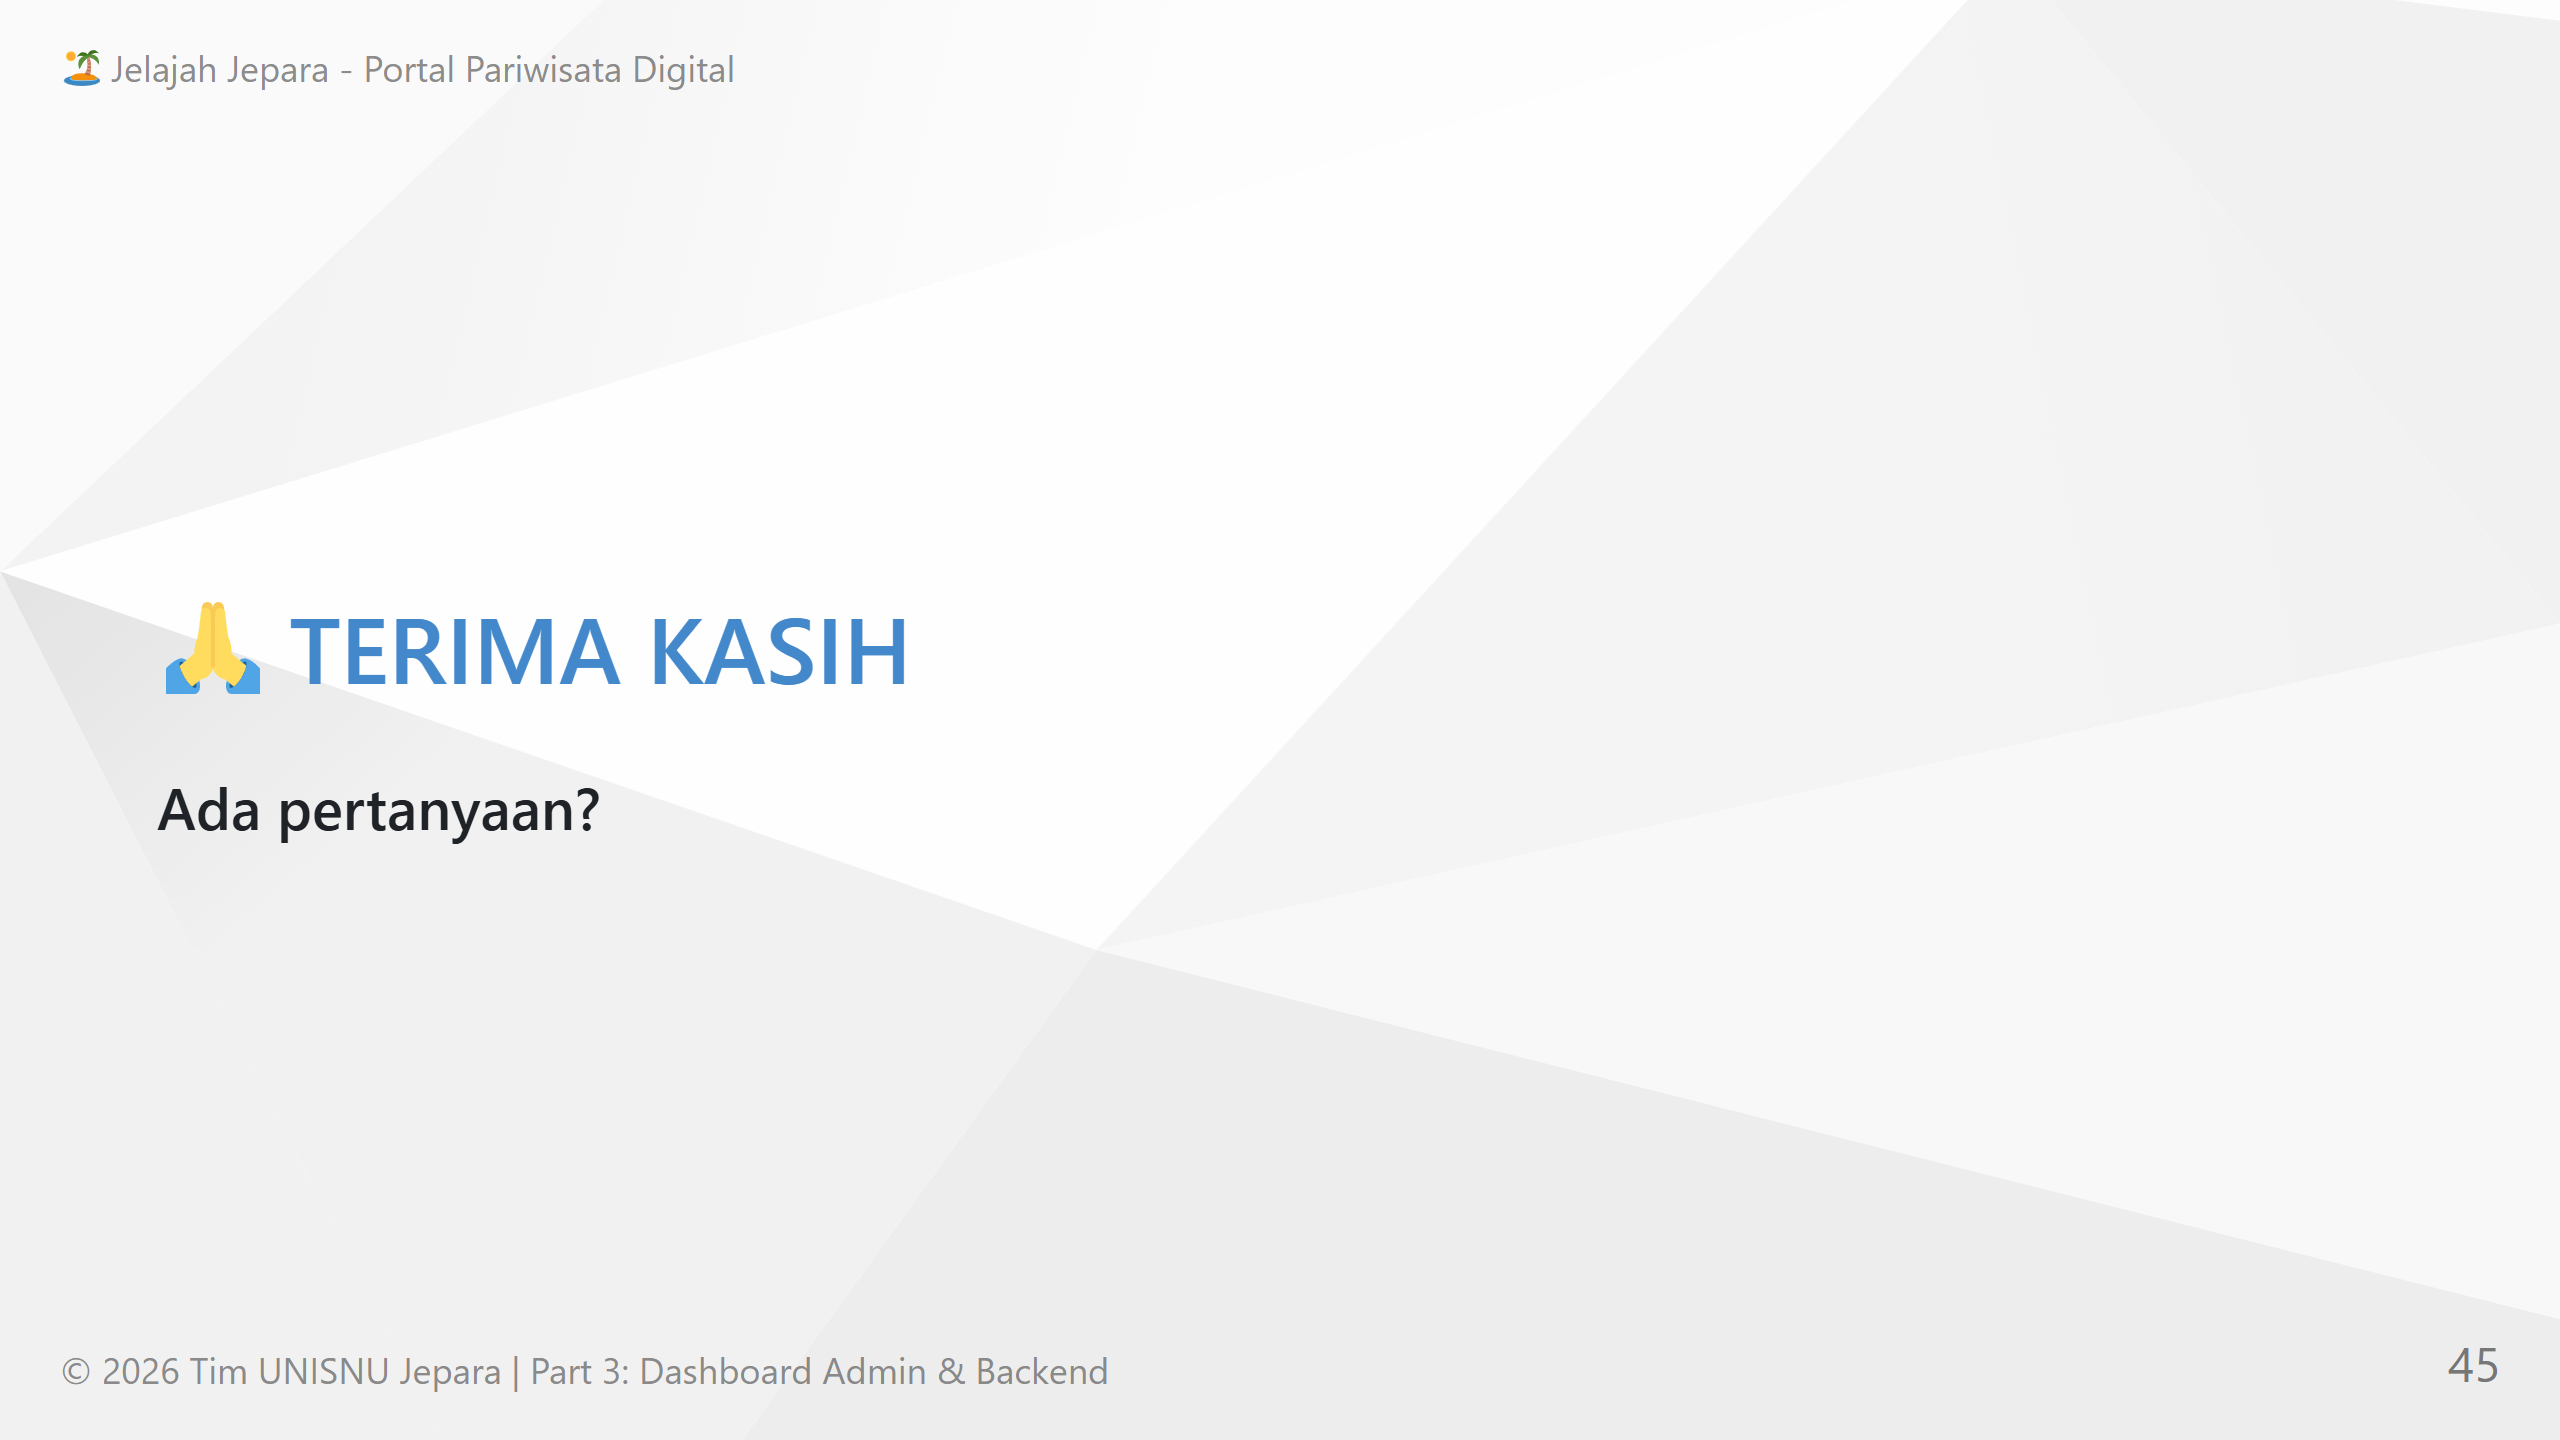 🏝️ Jelajah Jepara - Portal Pariwisata Digital
🙏 TERIMA KASIH
Ada pertanyaan?
© 2026 Tim UNISNU Jepara | Part 3: Dashboard Admin & Backend
45